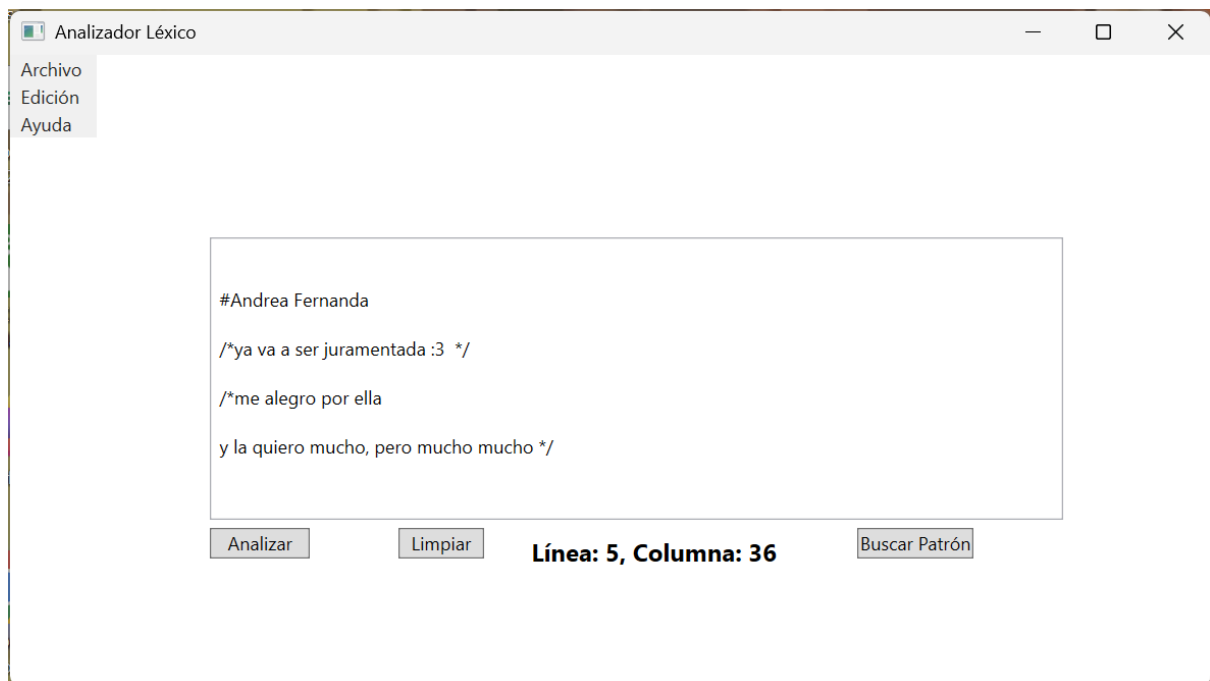 Analizador Léxico
Archivo
Edición
Ayuda
#Andrea Fernanda
/*ya va a ser juramentada :3  */
/*me alegro por ella
y la quiero mucho, pero mucho mucho */
Analizar Limpiar Línea: 5, Columna: 36 Buscar Patrón